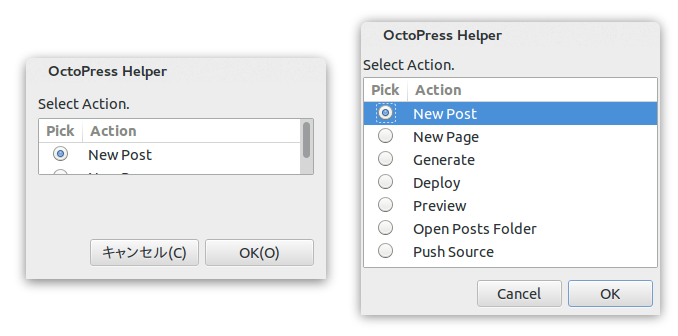 OctoPress Helper
Select Action.
Pick Action
New Post
キャンセル(C) OK(O)
OctoPress Helper
Select Action.
Pick Action
New Post
New Page
Generate
Deploy
Preview
Open Posts Folder
Push Source
Cancel OK